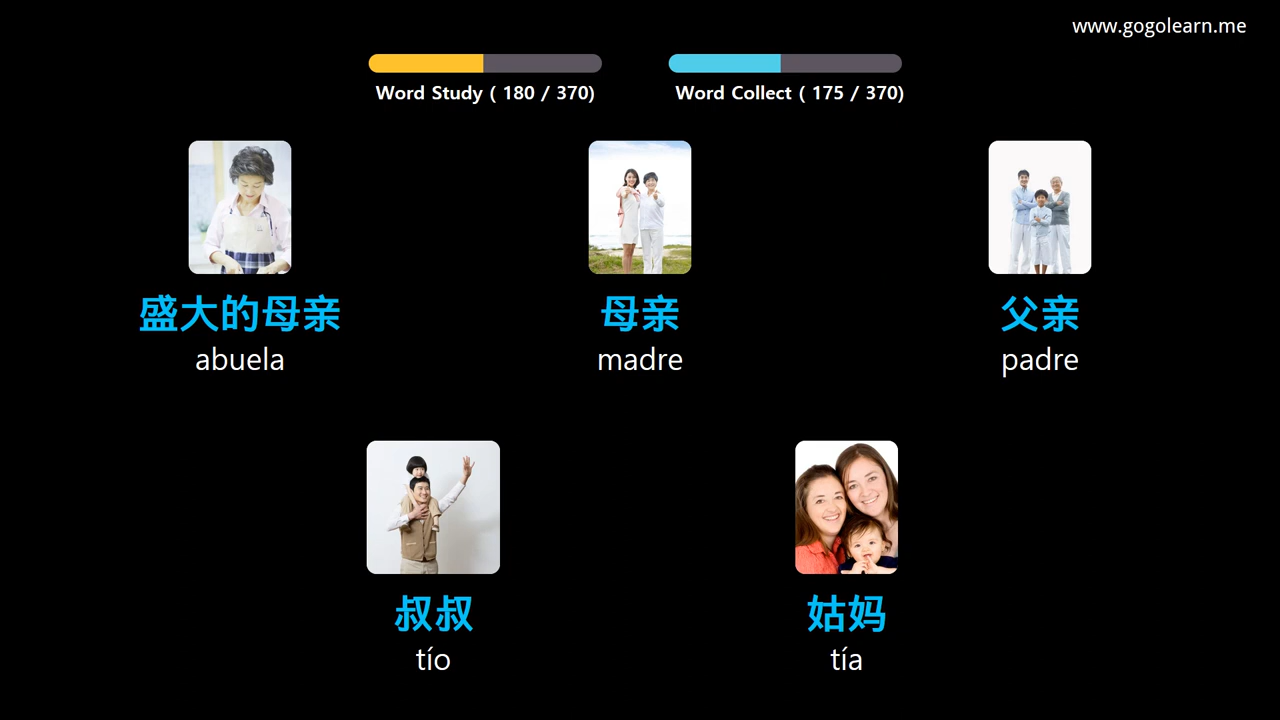 www.gogolearn.me
Word Study ( 180 / 370)
Word Collect ( 175 / 370)
盛大的母亲
abuela
母亲
madre
父亲
padre
叔叔
tío
姑妈
tía